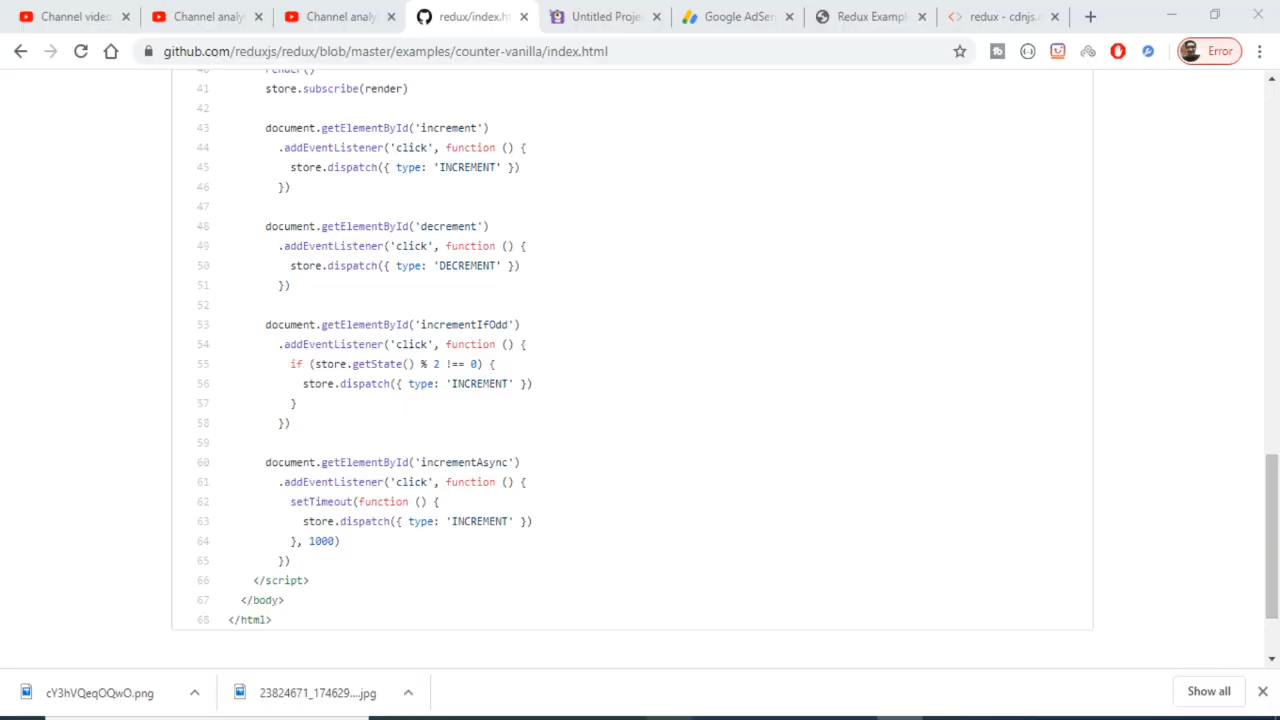 Channel video
Channel analy
Channel analy
redux/index.ht
Untitled Proje
Google AdSen
Redux Exampl
redux - cdnjs.c
github.com/reduxjs/redux/blob/master/examples/counter-vanilla/index.html
Error
40 render()
41 store.subscribe(render)
42
43 document.getElementById('increment')
44 .addEventListener('click', function () {
45 store.dispatch({ type: 'INCREMENT' })
46 })
47
48 document.getElementById('decrement')
49 .addEventListener('click', function () {
50 store.dispatch({ type: 'DECREMENT' })
51 })
52
53 document.getElementById('incrementIfOdd')
54 .addEventListener('click', function () {
55 if (store.getState() % 2 !== 0) {
56 store.dispatch({ type: 'INCREMENT' })
57 }
58 })
59
60 document.getElementById('incrementAsync')
61 .addEventListener('click', function () {
62 setTimeout(function () {
63 store.dispatch({ type: 'INCREMENT' })
64 }, 1000)
65 })
66 </script>
67 </body>
68 </html>
cY3hVQeqOQwO.png
23824671_174629....jpg
Show all